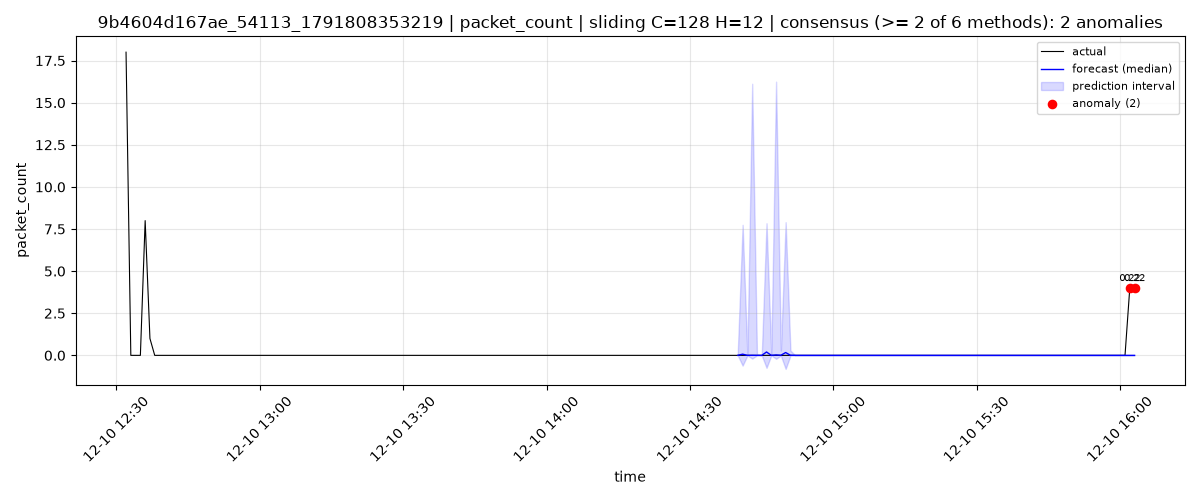 9b4604d167ae_54113_1791808353219 | packet_count | sliding C=128 H=12 | consensus (>= 2 of 6 methods): 2 anomalies
actual
forecast (median)
prediction interval
anomaly (2)
packet_count
17.5
15.0
12.5
10.0
7.5
5.0
2.5
0.0
12-10 12:30
12-10 13:00
12-10 13:30
12-10 14:00
12-10 14:30
12-10 15:00
12-10 15:30
12-10 16:00
time